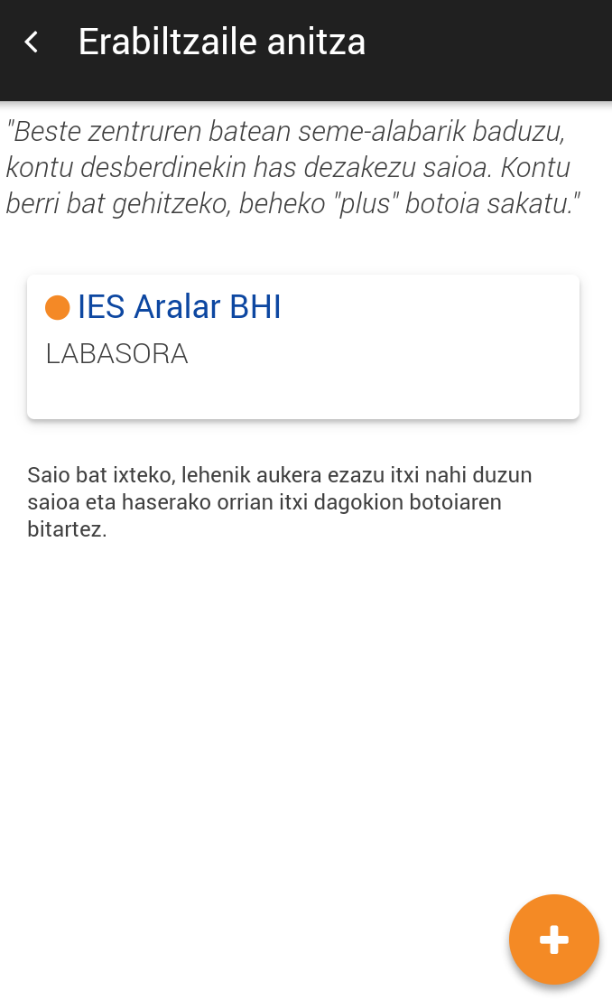 Erabiltzaile anitza
"Beste zentruren batean seme-alabarik baduzu,
kontu desberdinekin has dezakezu saioa. Kontu
berri bat gehitzeko, beheko "plus" botoia sakatu."
IES Aralar BHI
LABASORA
Saio bat ixteko, lehenik aukera ezazu itxi nahi duzun
saioa eta haserako orrian itxi dagokion botoiaren
bitartez.